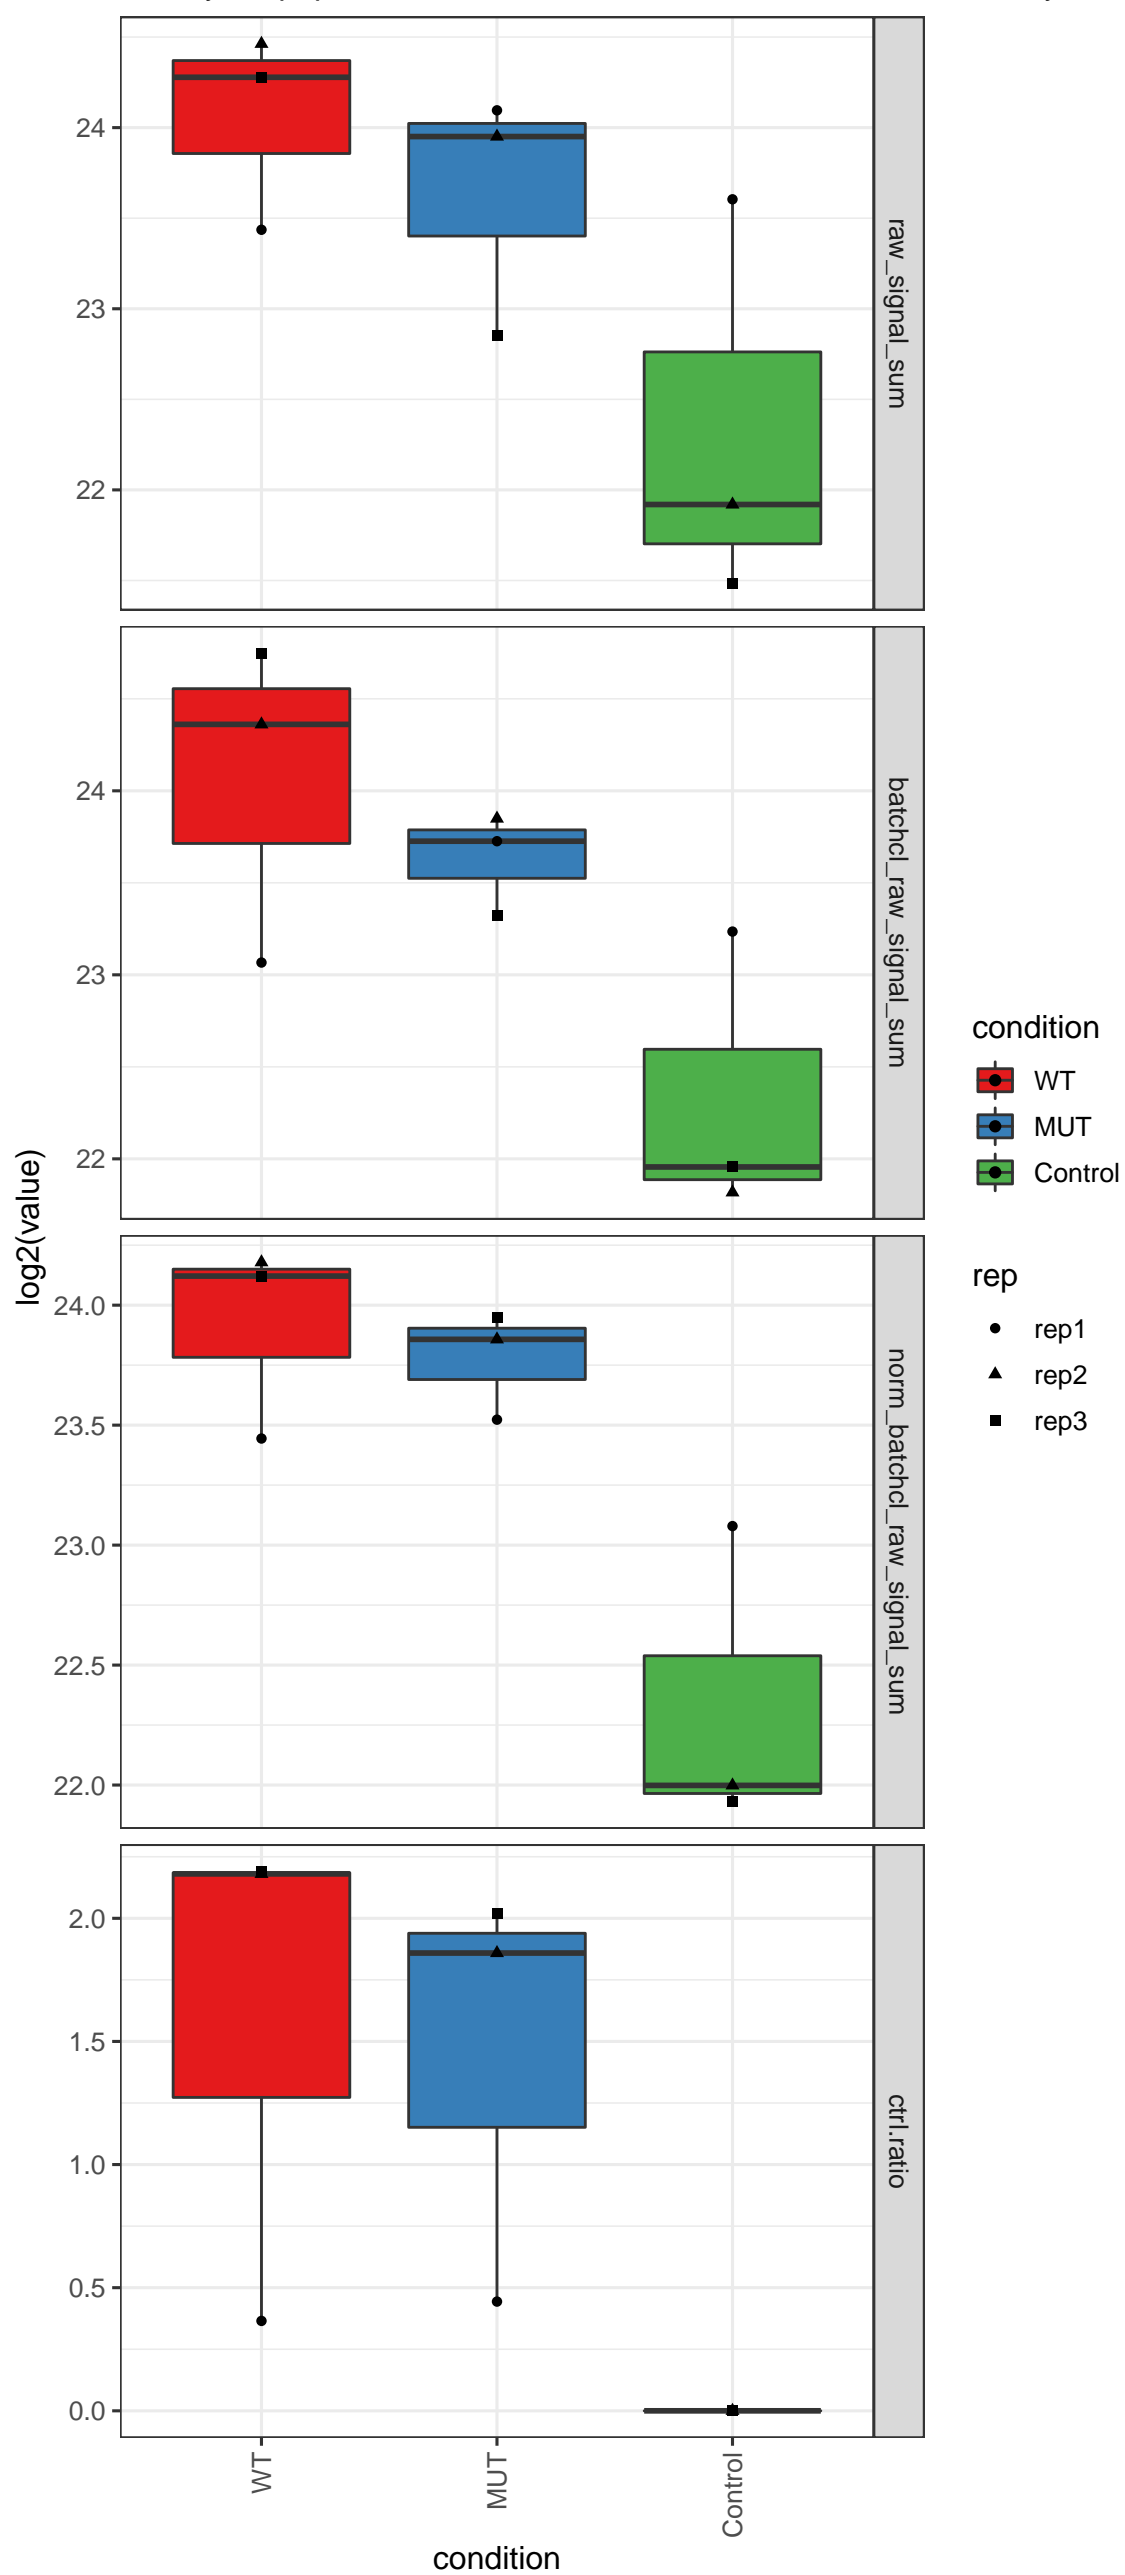 raw_signal_sum
24
23
22
batchcl_raw_signal_sum
24
23
22
norm_batchcl_raw_signal_sum
24.0
23.5
23.0
22.5
22.0
ctrl.ratio
2.0
1.5
1.0
0.5
0.0
log2(value)
WT
MUT
Control
condition
condition
WT
MUT
Control
rep
rep1
rep2
rep3